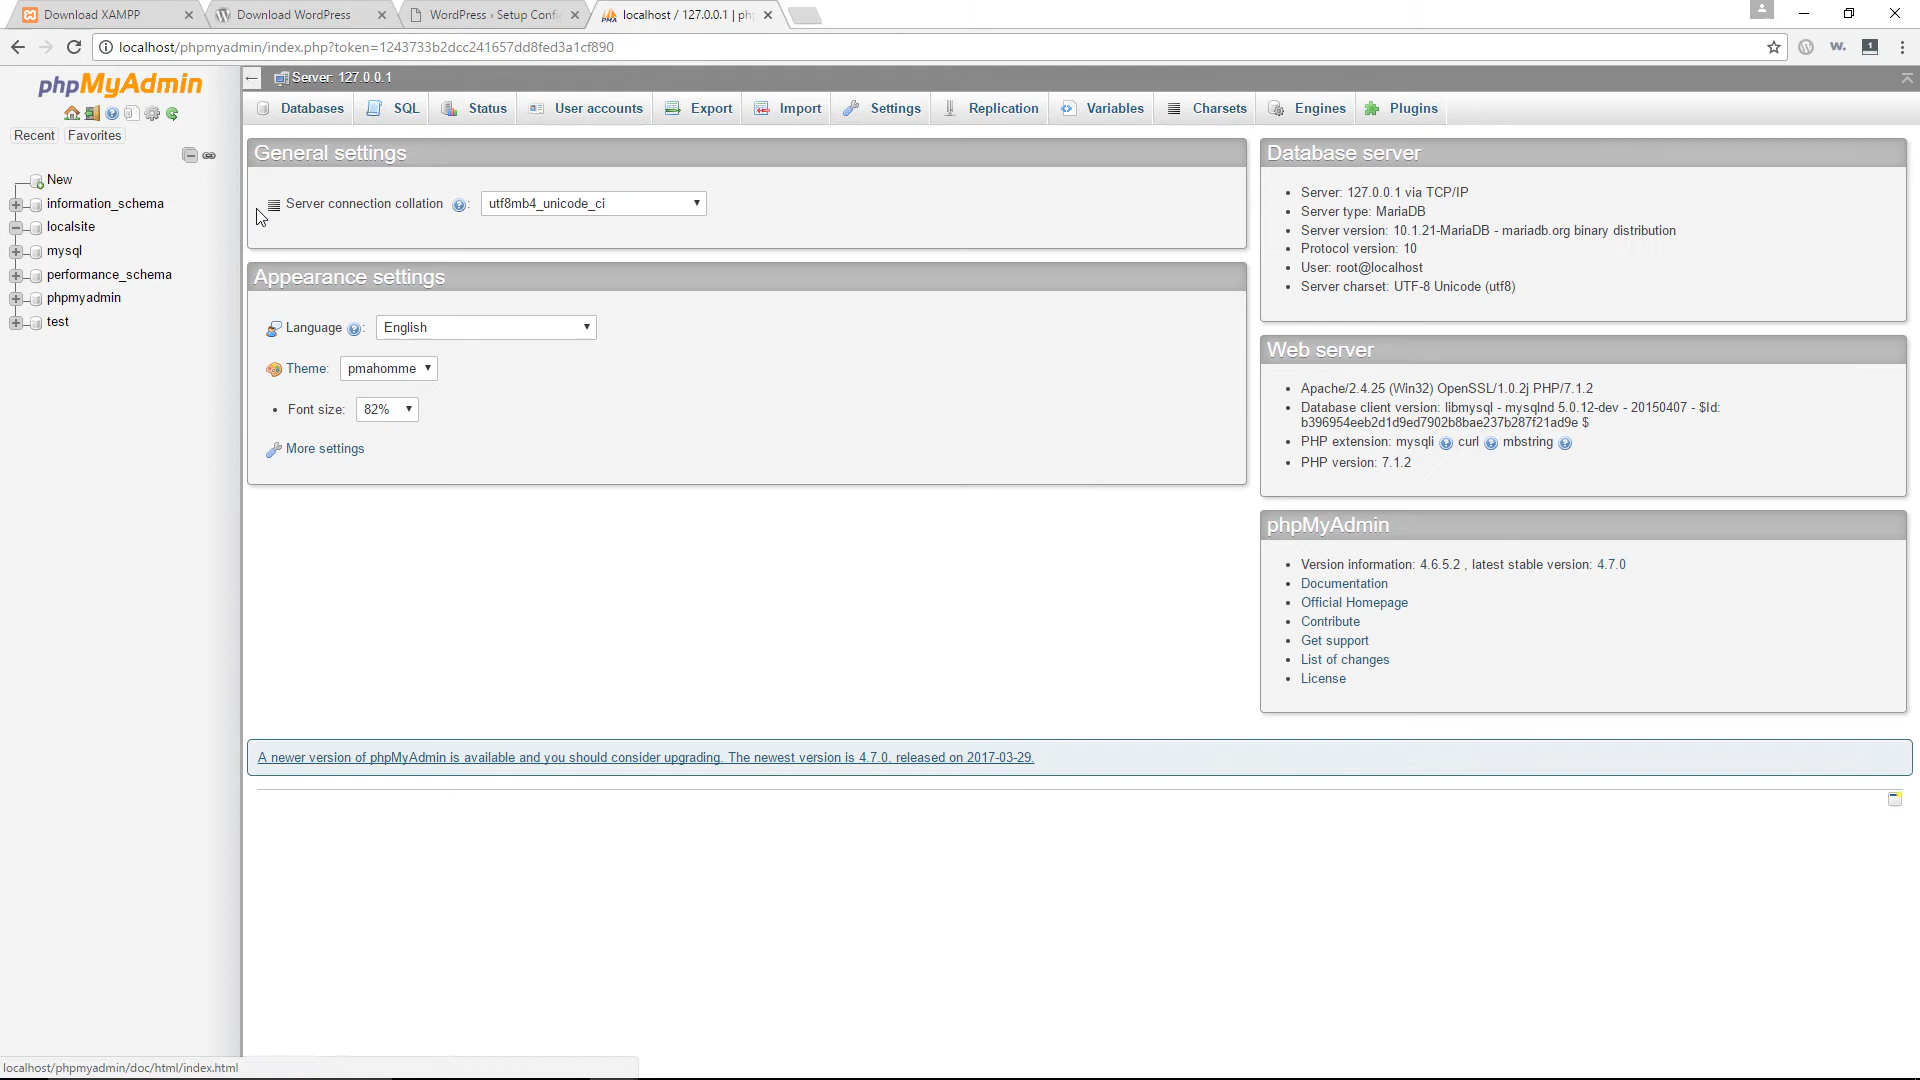 Download XAMPP
Download WordPress
WordPress › Setup Confi
localhost / 127.0.0.1 | ph
localhost/phpmyadmin/index.php?token=1243733b2dcc241657dd8fed3a1cf890
W.
1
phpMyAdmin
Recent
Favorites
New
information_schema
localsite
mysql
performance_schema
phpmyadmin
test
Server: 127.0.0.1
Databases
SQL
Status
User accounts
Export
Import
Settings
Replication
Variables
Charsets
Engines
Plugins
General settings
Server connection collation : utf8mb4_unicode_ci
Appearance settings
Language : English
Theme: pmahomme
• Font size: 82%
More settings
Database server
• Server: 127.0.0.1 via TCP/IP
• Server type: MariaDB
• Server version: 10.1.21-MariaDB - mariadb.org binary distribution
• Protocol version: 10
• User: root@localhost
• Server charset: UTF-8 Unicode (utf8)
Web server
• Apache/2.4.25 (Win32) OpenSSL/1.0.2j PHP/7.1.2
• Database client version: libmysql - mysqlnd 5.0.12-dev - 20150407 - $Id:
b396954eeb2d1d9ed7902b8bae237b287f21ad9e $
• PHP extension: mysqli curl mbstring
• PHP version: 7.1.2
phpMyAdmin
• Version information: 4.6.5.2 , latest stable version: 4.7.0
• Documentation
• Official Homepage
• Contribute
• Get support
• List of changes
• License
A newer version of phpMyAdmin is available and you should consider upgrading. The newest version is 4.7.0, released on 2017-03-29.
localhost/phpmyadmin/doc/html/index.html